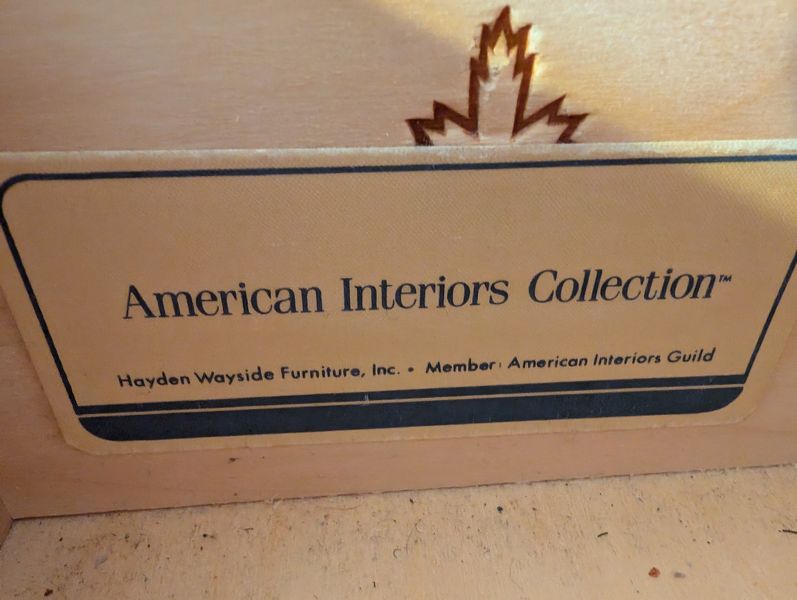 American Interiors Collection™
Hayden Wayside Furniture, Inc. • Member: American Interiors Guild